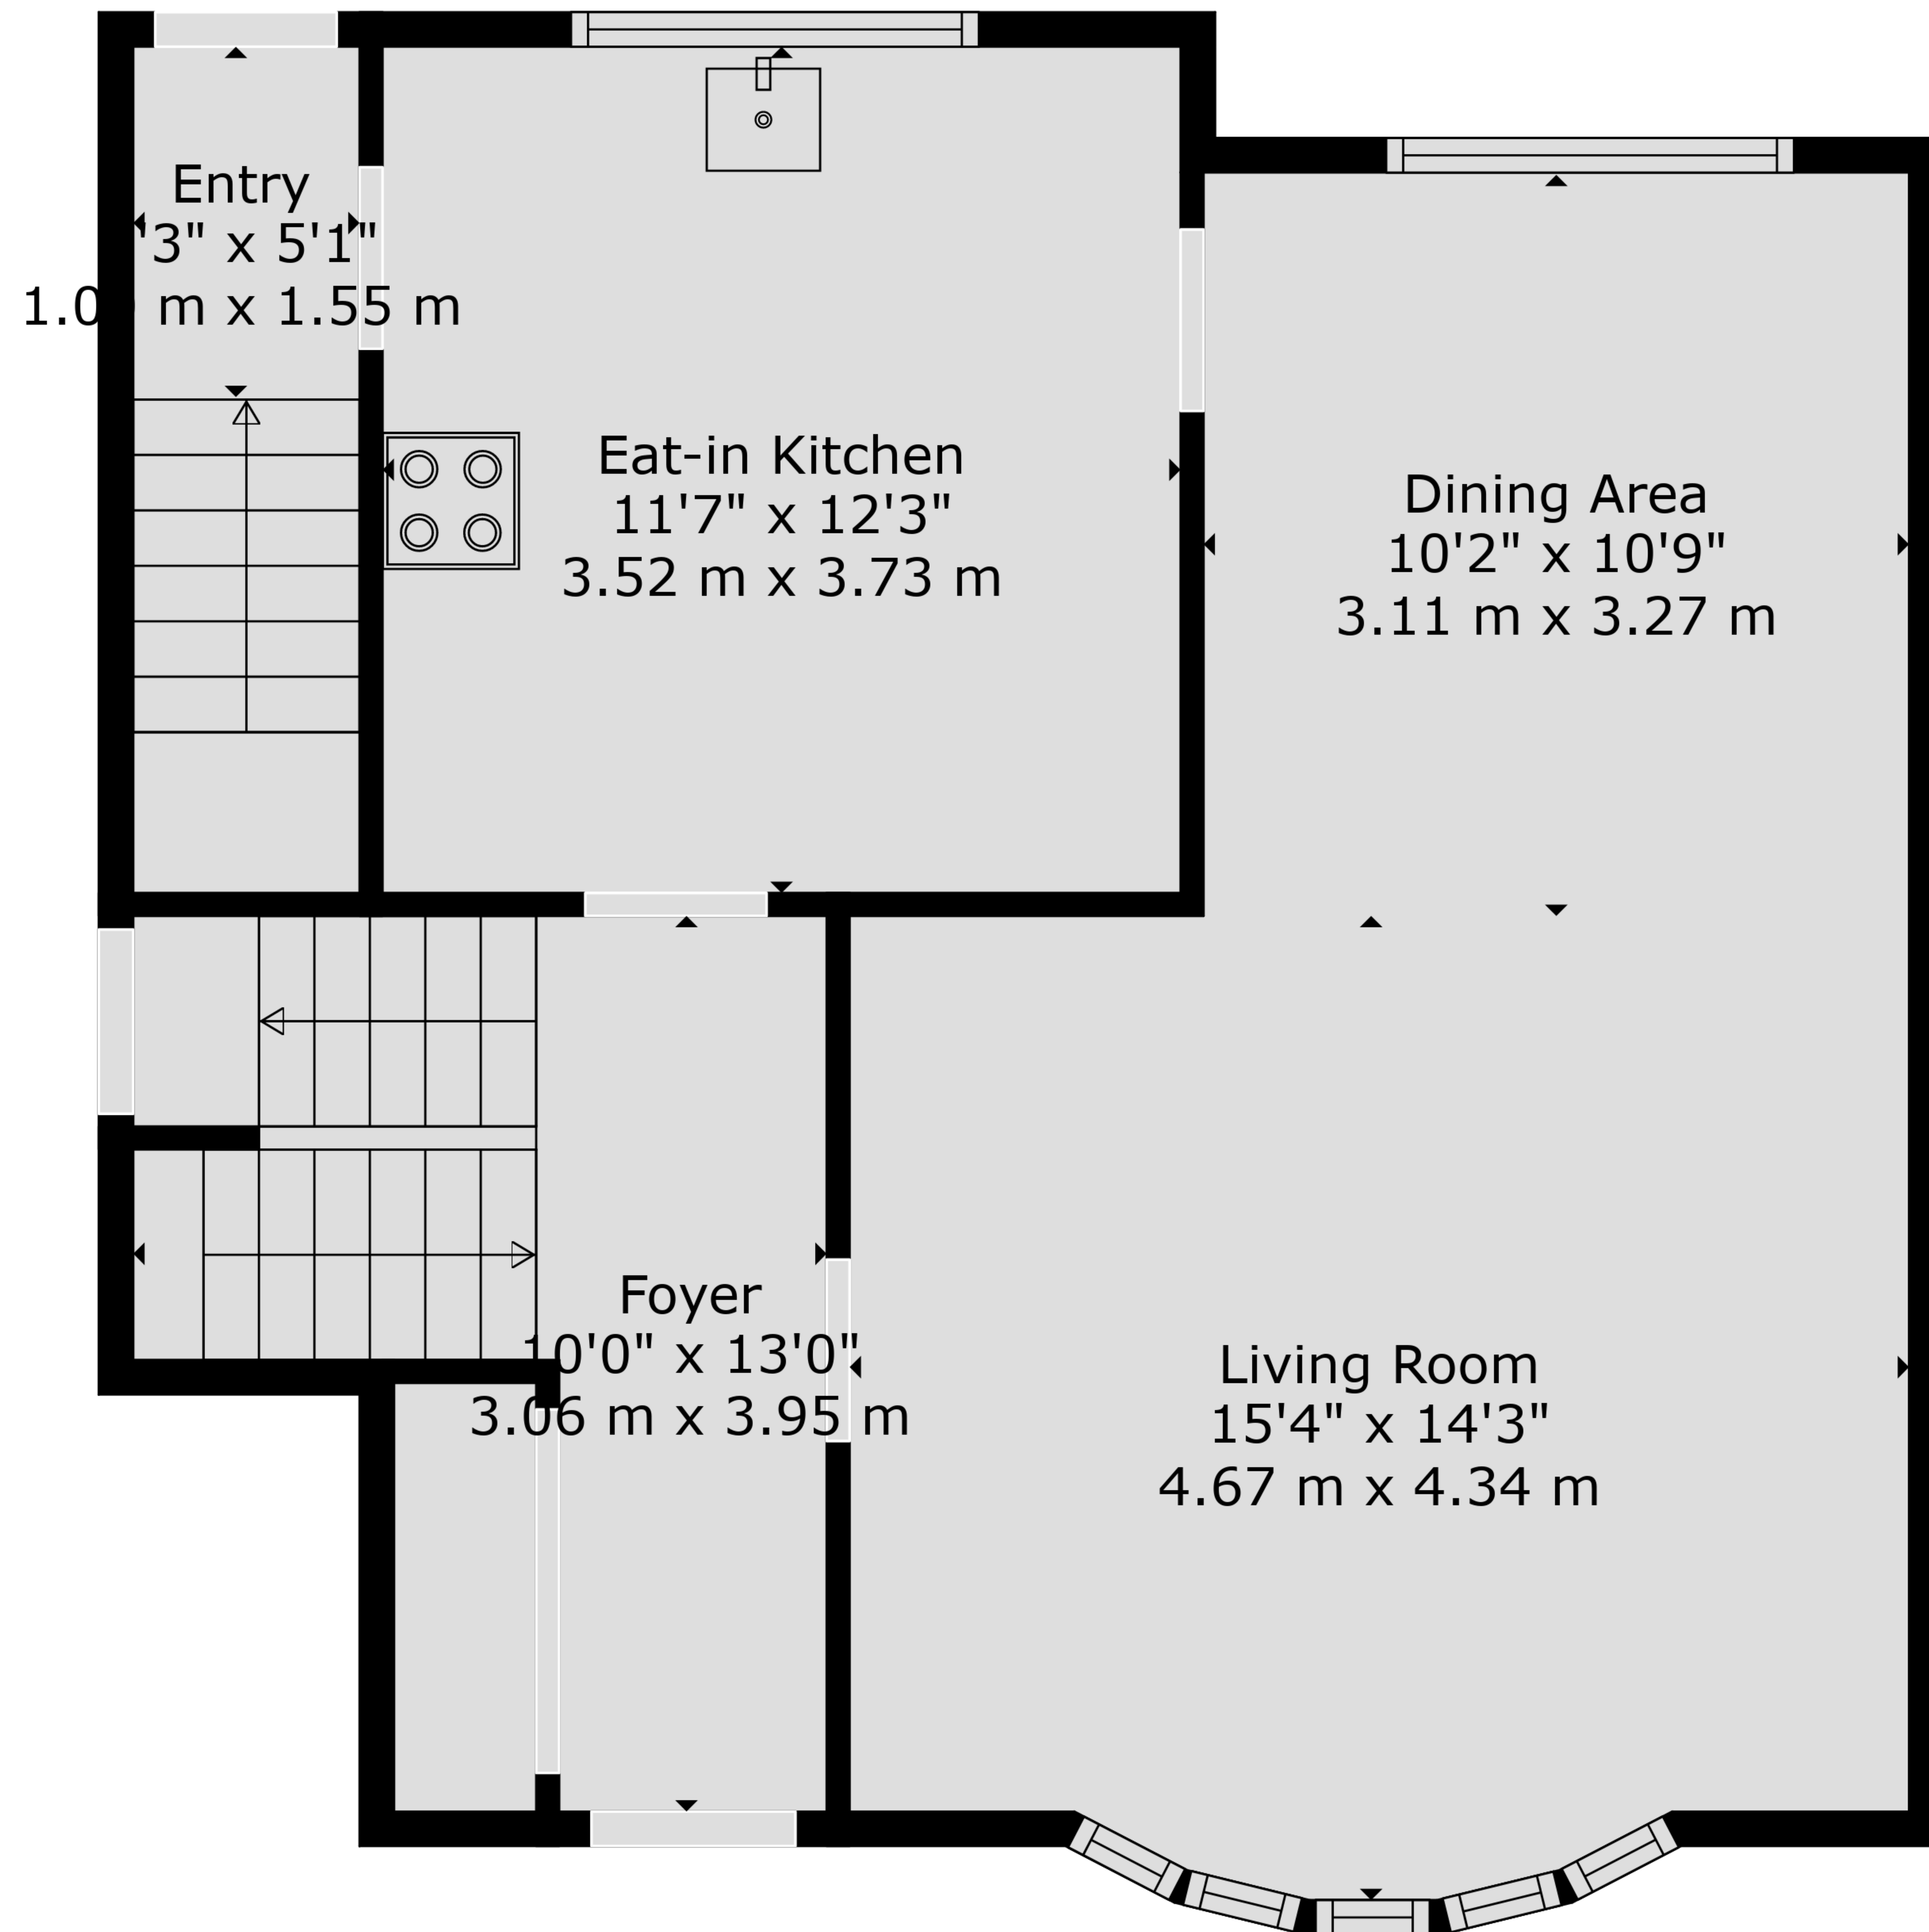 Entry
'3" x 5'1"
m x 1.55 m
Eat-in Kitchen
11'7" x 12'3"
3.52 m x 3.73 m
Dining Area
10'2" x 10'9"
3.11 m x 3.27 m
Foyer
10'0" x 13'0"
3.06 m x 3.95 m
Living Room
15'4" x 14'3"
4.67 m x 4.34 m